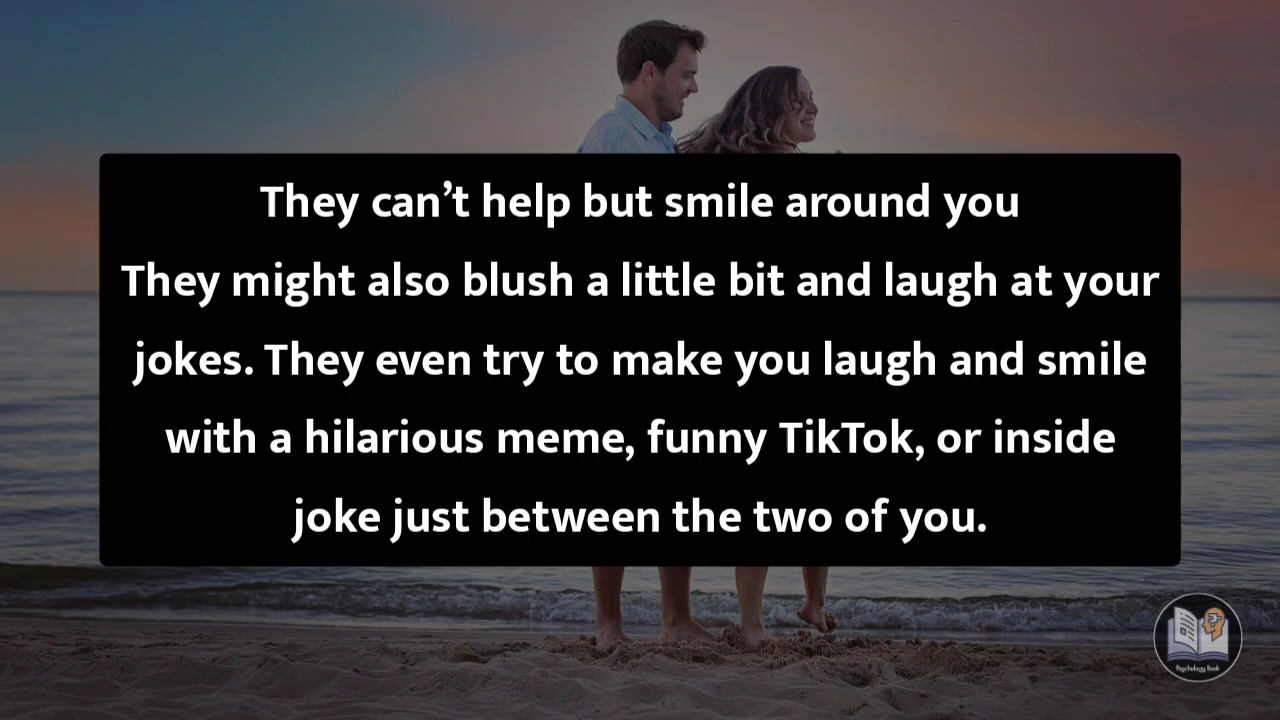 They can’t help but smile around you
They might also blush a little bit and laugh at your
jokes. They even try to make you laugh and smile
with a hilarious meme, funny TikTok, or inside
joke just between the two of you.
Psychology Book